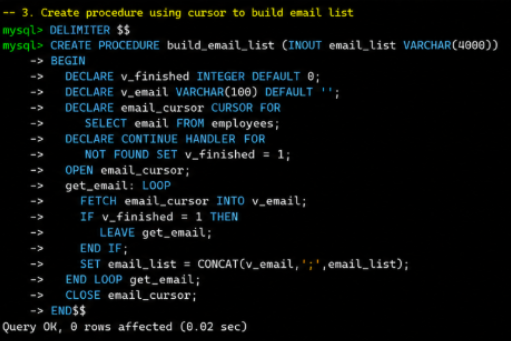 -- 3. Create procedure using cursor to build email list
mysql> DELIMITER $$
mysql> CREATE PROCEDURE build_email_list (INOUT email_list VARCHAR(4000))
    -> BEGIN
    ->   DECLARE v_finished INTEGER DEFAULT 0;
    ->   DECLARE v_email VARCHAR(100) DEFAULT '';
    ->   DECLARE email_cursor CURSOR FOR
    ->      SELECT email FROM employees;
    ->   DECLARE CONTINUE HANDLER FOR
    ->      NOT FOUND SET v_finished = 1;
    ->   OPEN email_cursor;
    ->   get_email: LOOP
    ->     FETCH email_cursor INTO v_email;
    ->     IF v_finished = 1 THEN
    ->        LEAVE get_email;
    ->     END IF;
    ->     SET email_list = CONCAT(v_email,';',email_list);
    ->   END LOOP get_email;
    ->   CLOSE email_cursor;
    -> END$$
Query OK, 0 rows affected (0.02 sec)